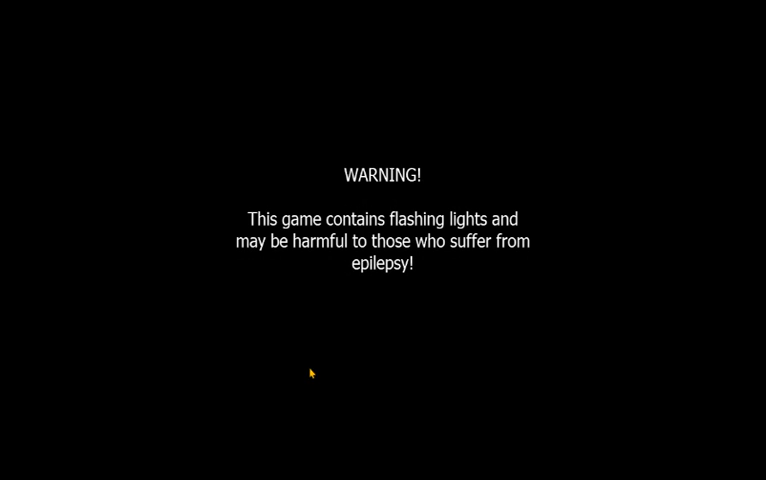 WARNING!
This game contains flashing lights and
may be harmful to those who suffer from
epilepsy!